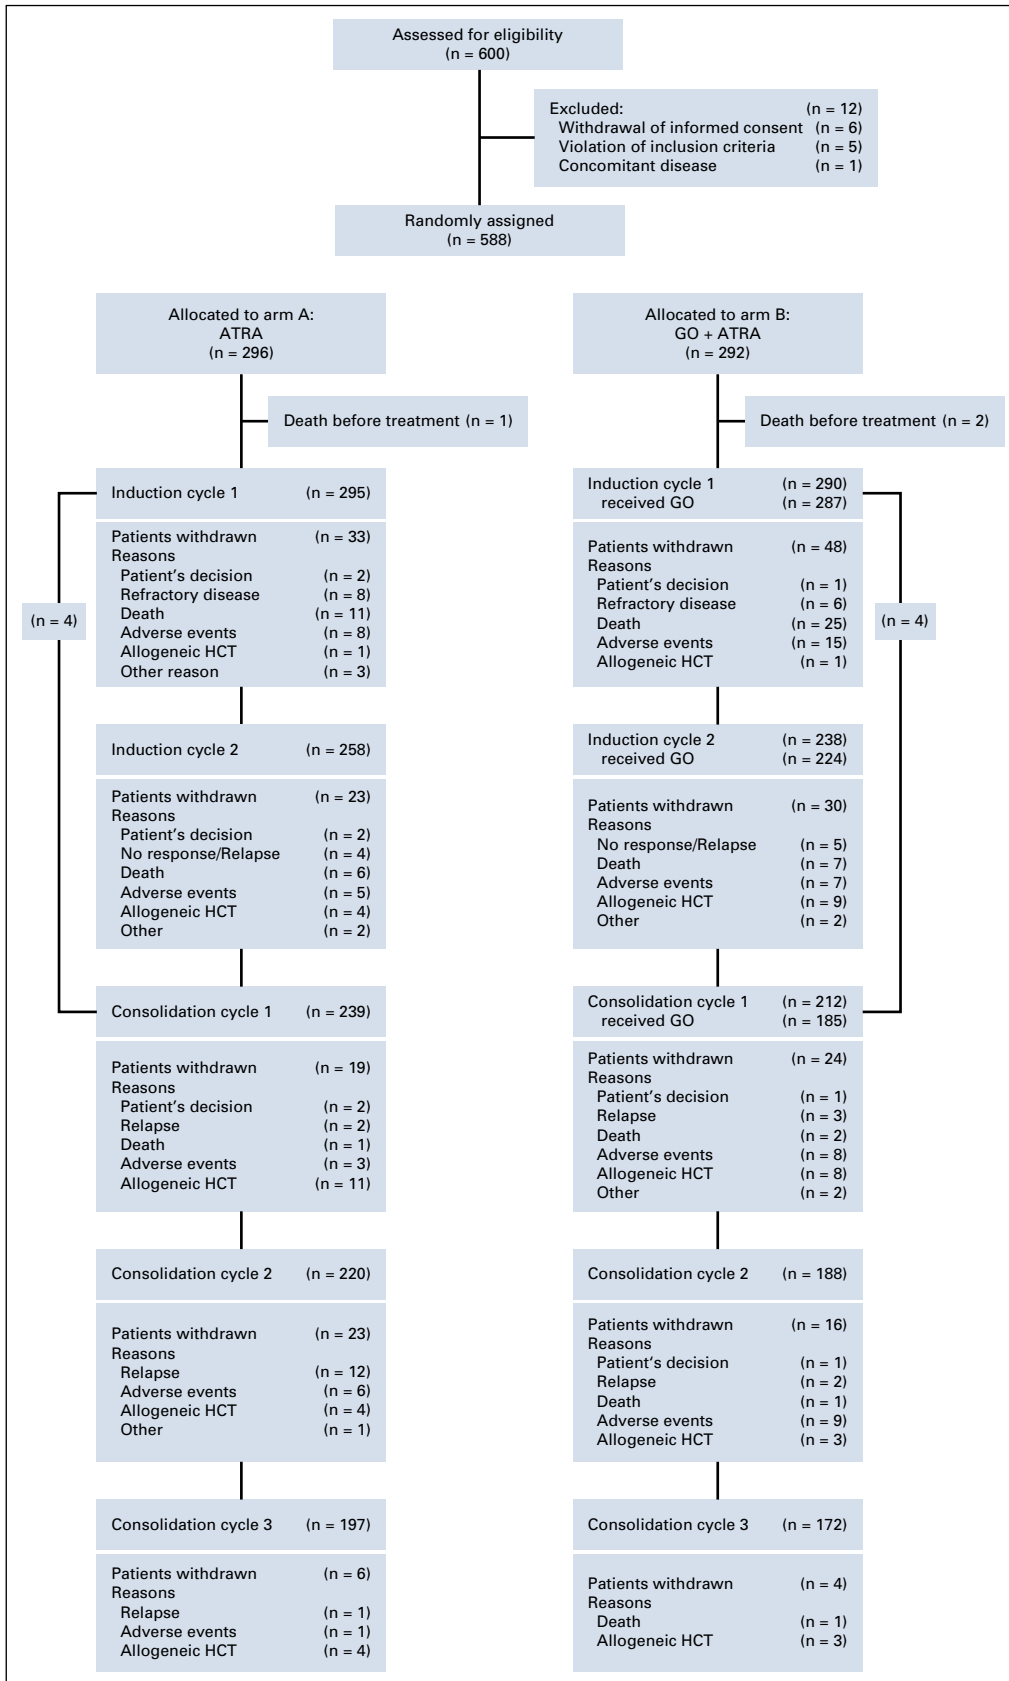 Assessed for eligibility
(n = 600)
Excluded: (n = 12)
Withdrawal of informed consent (n = 6)
Violation of inclusion criteria (n = 5)
Concomitant disease (n = 1)
Randomly assigned
(n = 588)
Allocated to arm A:
ATRA
(n = 296)
Death before treatment (n = 1)
Induction cycle 1 (n = 295)
Patients withdrawn (n = 33)
Reasons
Patient's decision (n = 2)
Refractory disease (n = 8)
Death (n = 11)
Adverse events (n = 8)
Allogeneic HCT (n = 1)
Other reason (n = 3)
(n = 4)
Induction cycle 2 (n = 258)
Patients withdrawn (n = 23)
Reasons
Patient's decision (n = 2)
No response/Relapse (n = 4)
Death (n = 6)
Adverse events (n = 5)
Allogeneic HCT (n = 4)
Other (n = 2)
Consolidation cycle 1 (n = 239)
Patients withdrawn (n = 19)
Reasons
Patient's decision (n = 2)
Relapse (n = 2)
Death (n = 1)
Adverse events (n = 3)
Allogeneic HCT (n = 11)
Consolidation cycle 2 (n = 220)
Patients withdrawn (n = 23)
Reasons
Relapse (n = 12)
Adverse events (n = 6)
Allogeneic HCT (n = 4)
Other (n = 1)
Consolidation cycle 3 (n = 197)
Patients withdrawn (n = 6)
Reasons
Relapse (n = 1)
Adverse events (n = 1)
Allogeneic HCT (n = 4)
Allocated to arm B:
GO + ATRA
(n = 292)
Death before treatment (n = 2)
Induction cycle 1 (n = 290)
received GO (n = 287)
Patients withdrawn (n = 48)
Reasons
Patient's decision (n = 1)
Refractory disease (n = 6)
Death (n = 25)
Adverse events (n = 15)
Allogeneic HCT (n = 1)
(n = 4)
Induction cycle 2 (n = 238)
received GO (n = 224)
Patients withdrawn (n = 30)
Reasons
No response/Relapse (n = 5)
Death (n = 7)
Adverse events (n = 7)
Allogeneic HCT (n = 9)
Other (n = 2)
Consolidation cycle 1 (n = 212)
received GO (n = 185)
Patients withdrawn (n = 24)
Reasons
Patient's decision (n = 1)
Relapse (n = 3)
Death (n = 2)
Adverse events (n = 8)
Allogeneic HCT (n = 8)
Other (n = 2)
Consolidation cycle 2 (n = 188)
Patients withdrawn (n = 16)
Reasons
Patient's decision (n = 1)
Relapse (n = 2)
Death (n = 1)
Adverse events (n = 9)
Allogeneic HCT (n = 3)
Consolidation cycle 3 (n = 172)
Patients withdrawn (n = 4)
Reasons
Death (n = 1)
Allogeneic HCT (n = 3)